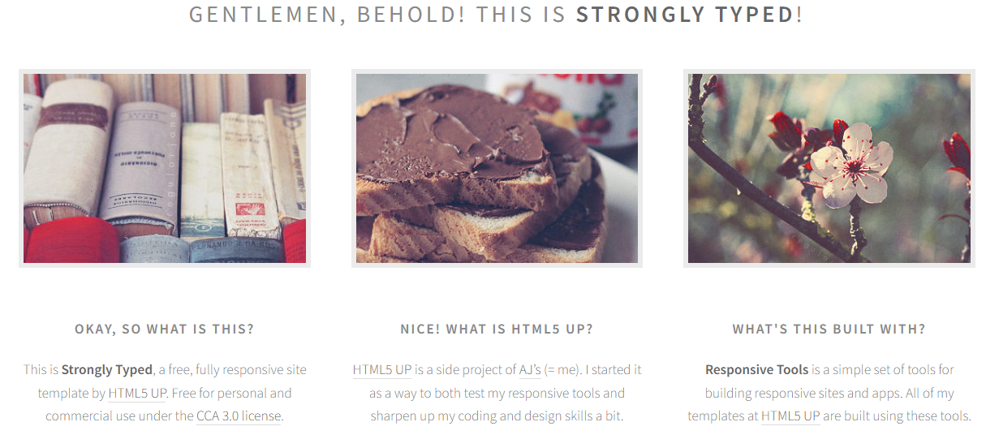 GENTLEMEN, BEHOLD! THIS IS STRONGLY TYPED!
OKAY, SO WHAT IS THIS?
This is Strongly Typed, a free, fully responsive site
template by HTML5 UP. Free for personal and
commercial use under the CCA 3.0 license.
NICE! WHAT IS HTML5 UP?
HTML5 UP is a side project of AJ’s (= me). I started it
as a way to both test my responsive tools and
sharpen up my coding and design skills a bit.
WHAT'S THIS BUILT WITH?
Responsive Tools is a simple set of tools for
building responsive sites and apps. All of my
templates at HTML5 UP are built using these tools.